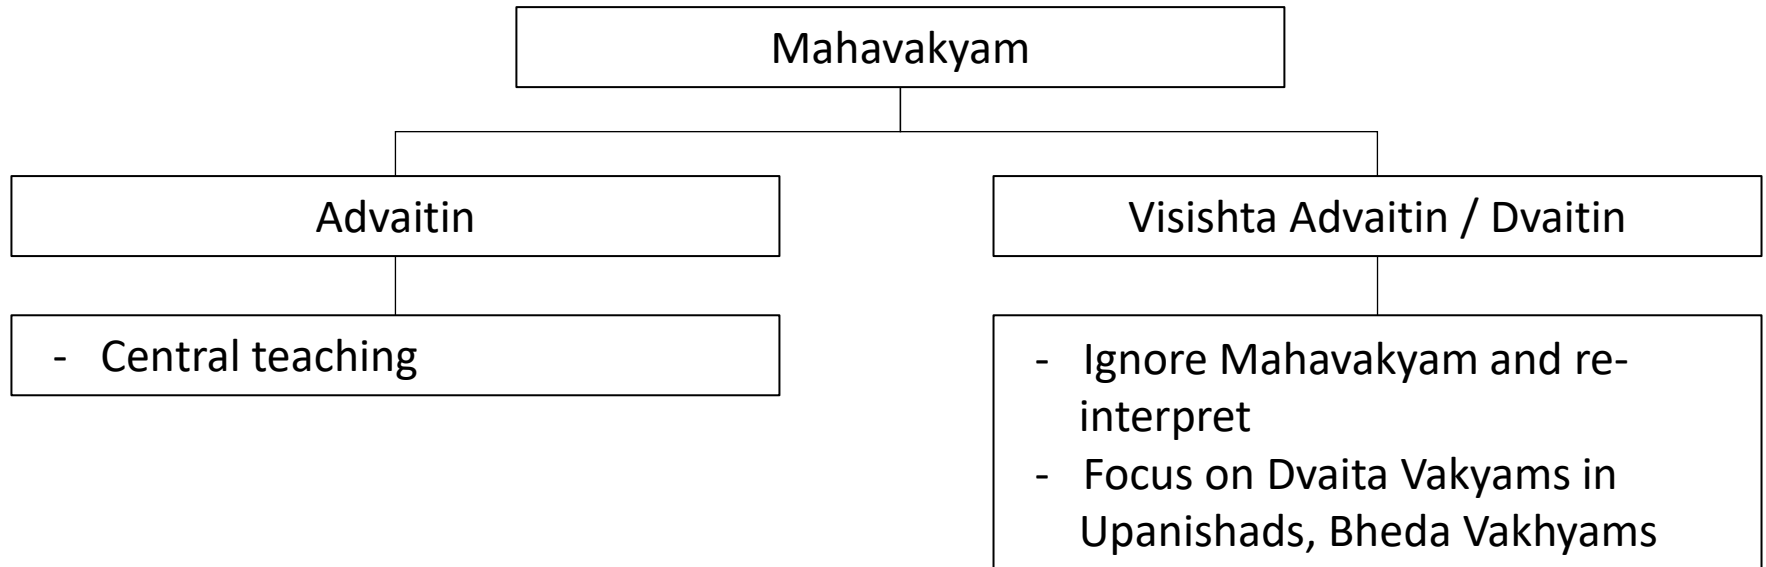 Mahavakyam
Advaitin
Visishta Advaitin / Dvaitin
- Central teaching
- Ignore Mahavakyam and re-
interpret
- Focus on Dvaita Vakyams in
Upanishads, Bheda Vakhyams